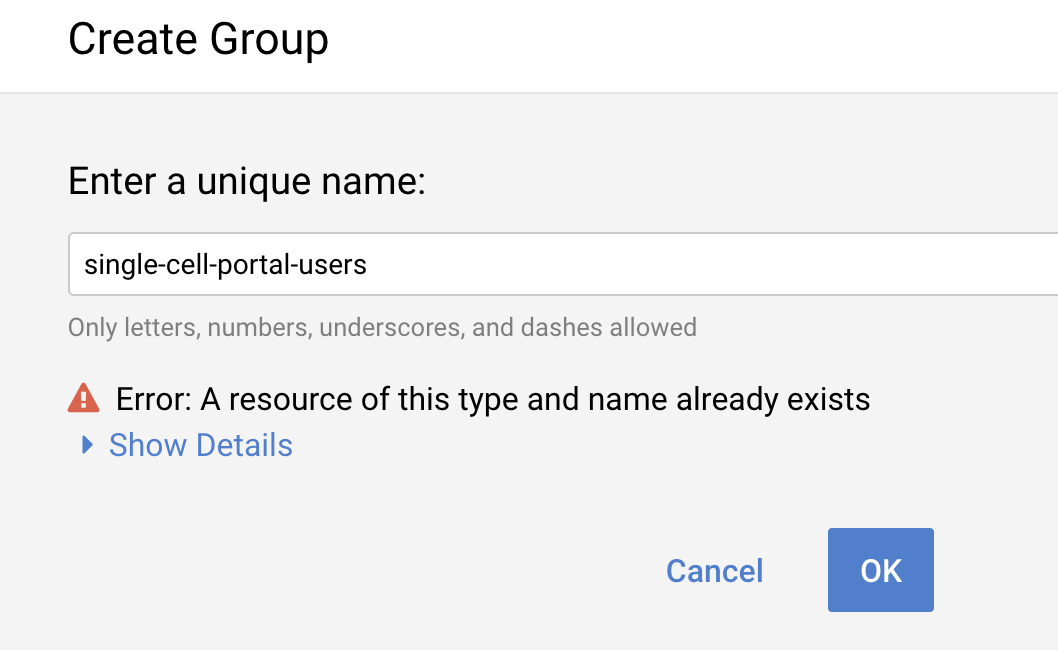 Create Group
Enter a unique name:
single-cell-portal-users
Only letters, numbers, underscores, and dashes allowed
Error: A resource of this type and name already exists
Show Details
Cancel OK